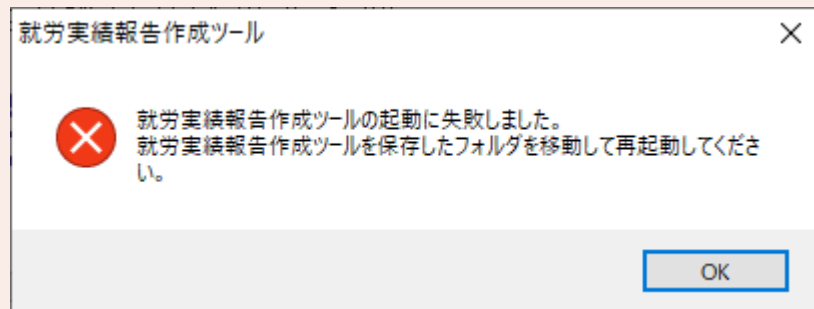 就労実績報告作成ツール
就労実績報告作成ツールの起動に失敗しました。
就労実績報告作成ツールを保存したフォルダを移動して再起動してくださ
い。
OK